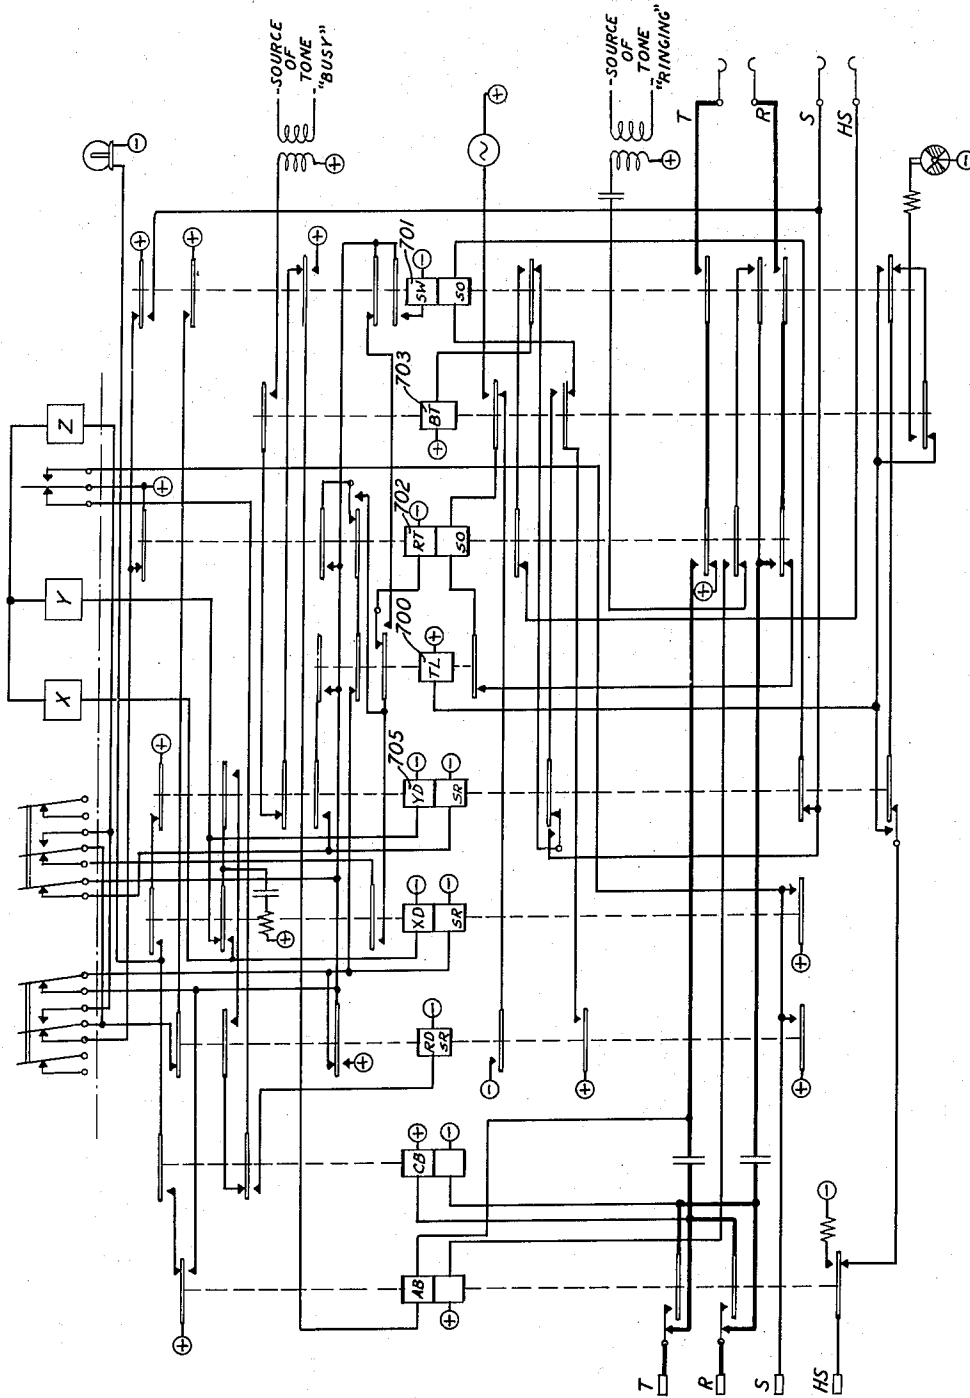 SOURCE
OF
TONE
"BUSY"
SOURCE
OF
TONE
"RINGING"
T
R
S
HS
Z
Y
X
701
SW
SO
703
BT
702
RT
SO
700
TL
705
YD
SR
XD
SR
RD
SR
CB
AB
T
R
S
HS